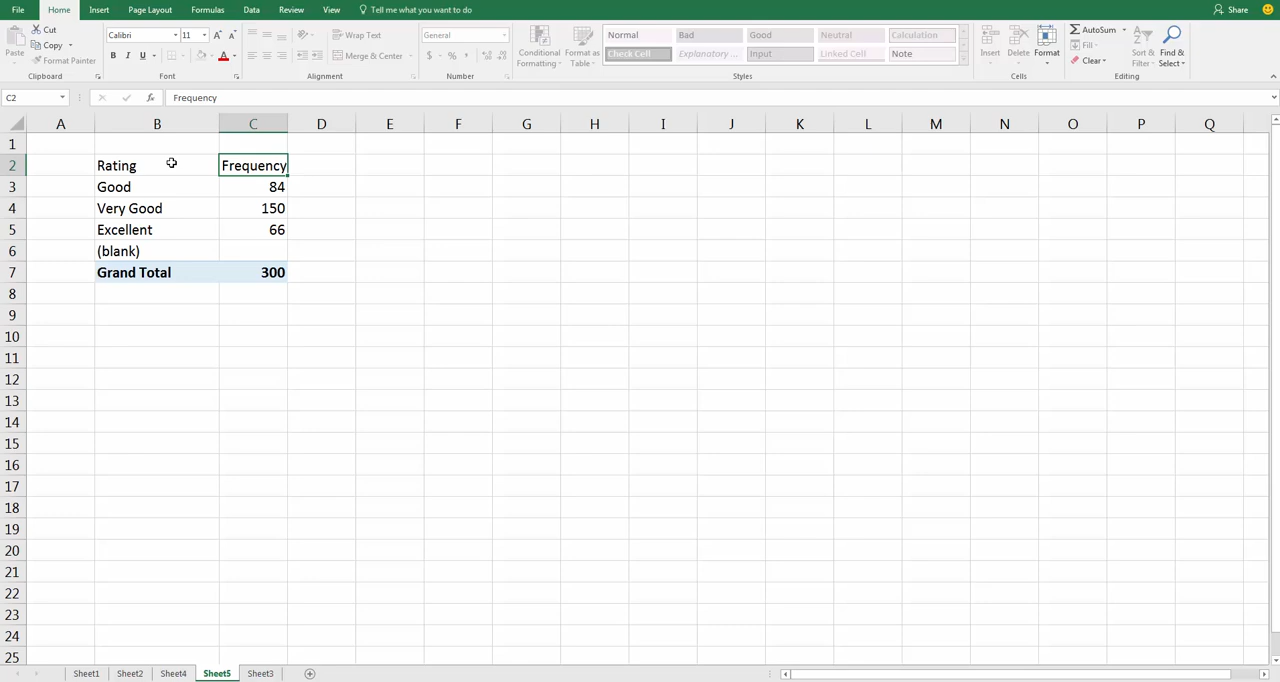 File Home Insert Page Layout Formulas Data Review View Tell me what you want to do Share
Paste
Cut
Copy
Format Painter
Clipboard
Calibri 11 A A
B I U A
Font
Wrap Text
Merge & Center
Alignment
General
$ % ,
Number
Conditional Formatting
Format as Table
Normal Bad Good Neutral Calculation
Check Cell Explanatory ... Input Linked Cell Note
Styles
Insert Delete Format
Cells
AutoSum
Fill
Clear
Sort & Filter
Find & Select
Editing
C2 fx Frequency
A B C D E F G H I J K L M N O P Q
1
2 Rating Frequency
3 Good 84
4 Very Good 150
5 Excellent 66
6 (blank)
7 Grand Total 300
8
9
10
11
12
13
14
15
16
17
18
19
20
21
22
23
24
25
Sheet1 Sheet2 Sheet4 Sheet5 Sheet3